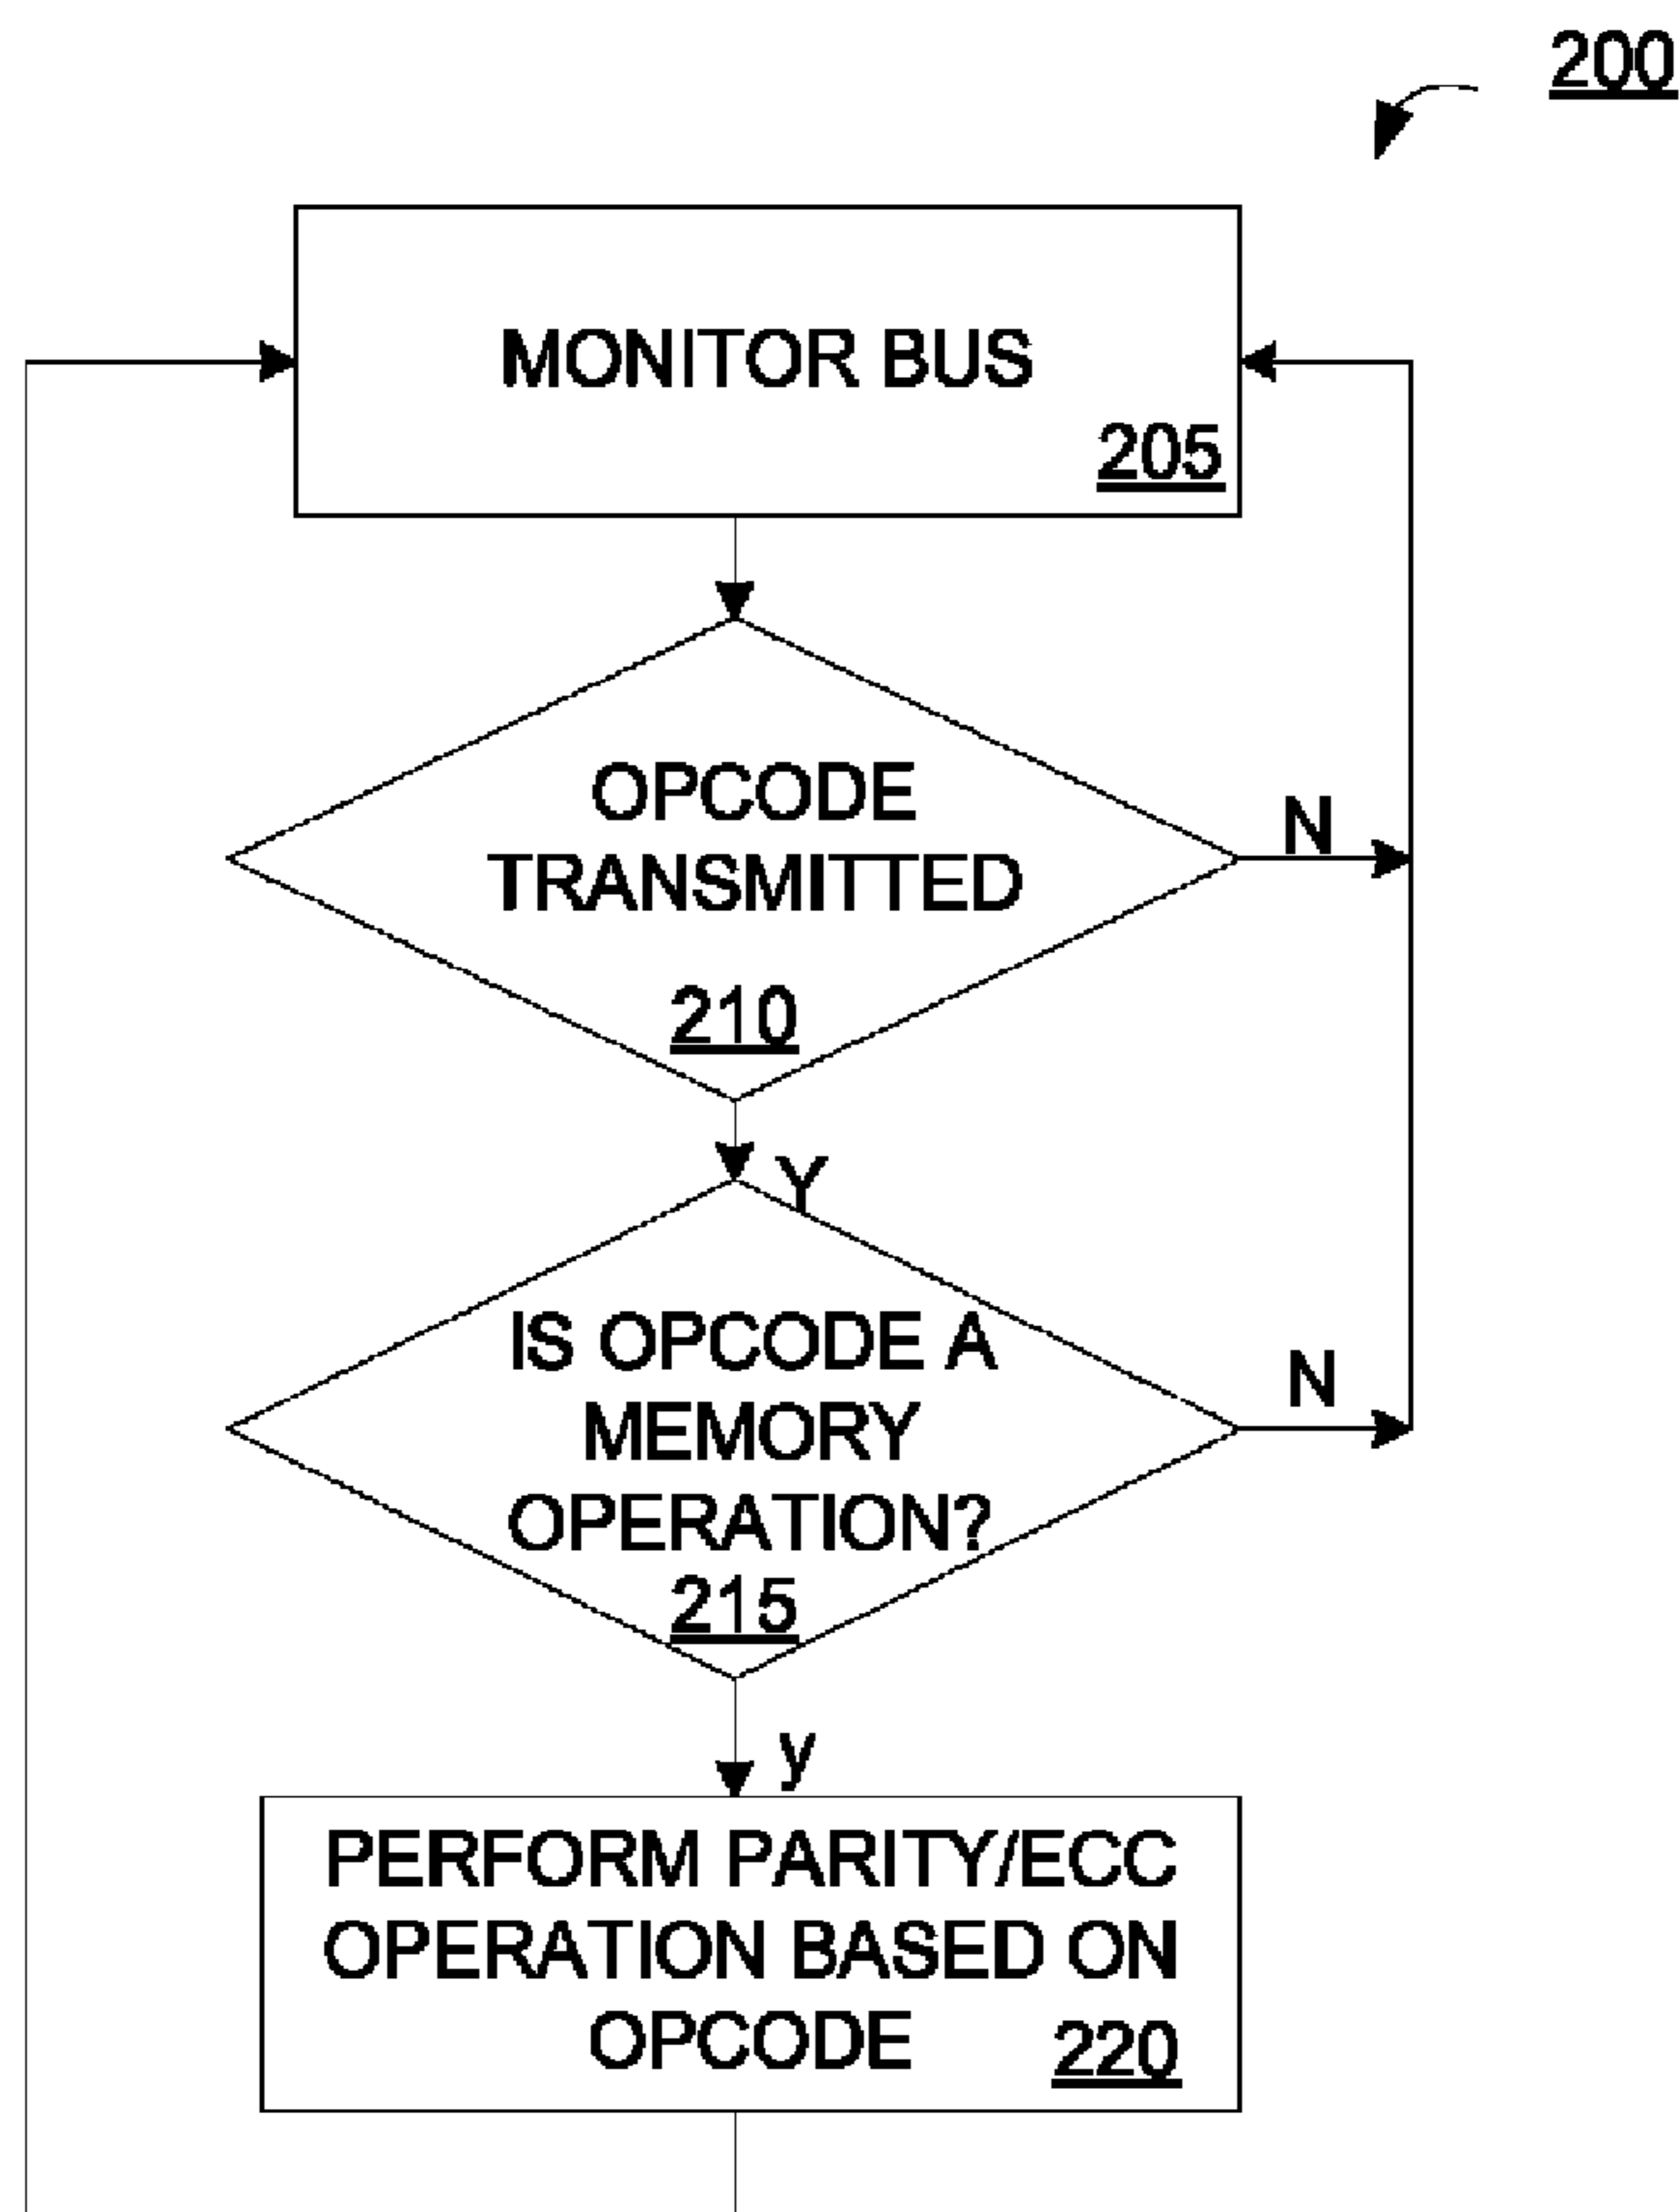 200
MONITOR BUS
205
OPCODE
TRANSMITTED
N
210
Y
IS OPCODE A
MEMORY
N
OPERATION?
215
y
PERFORM PARITY/ECC
OPERATION BASED ON
OPCODE
220